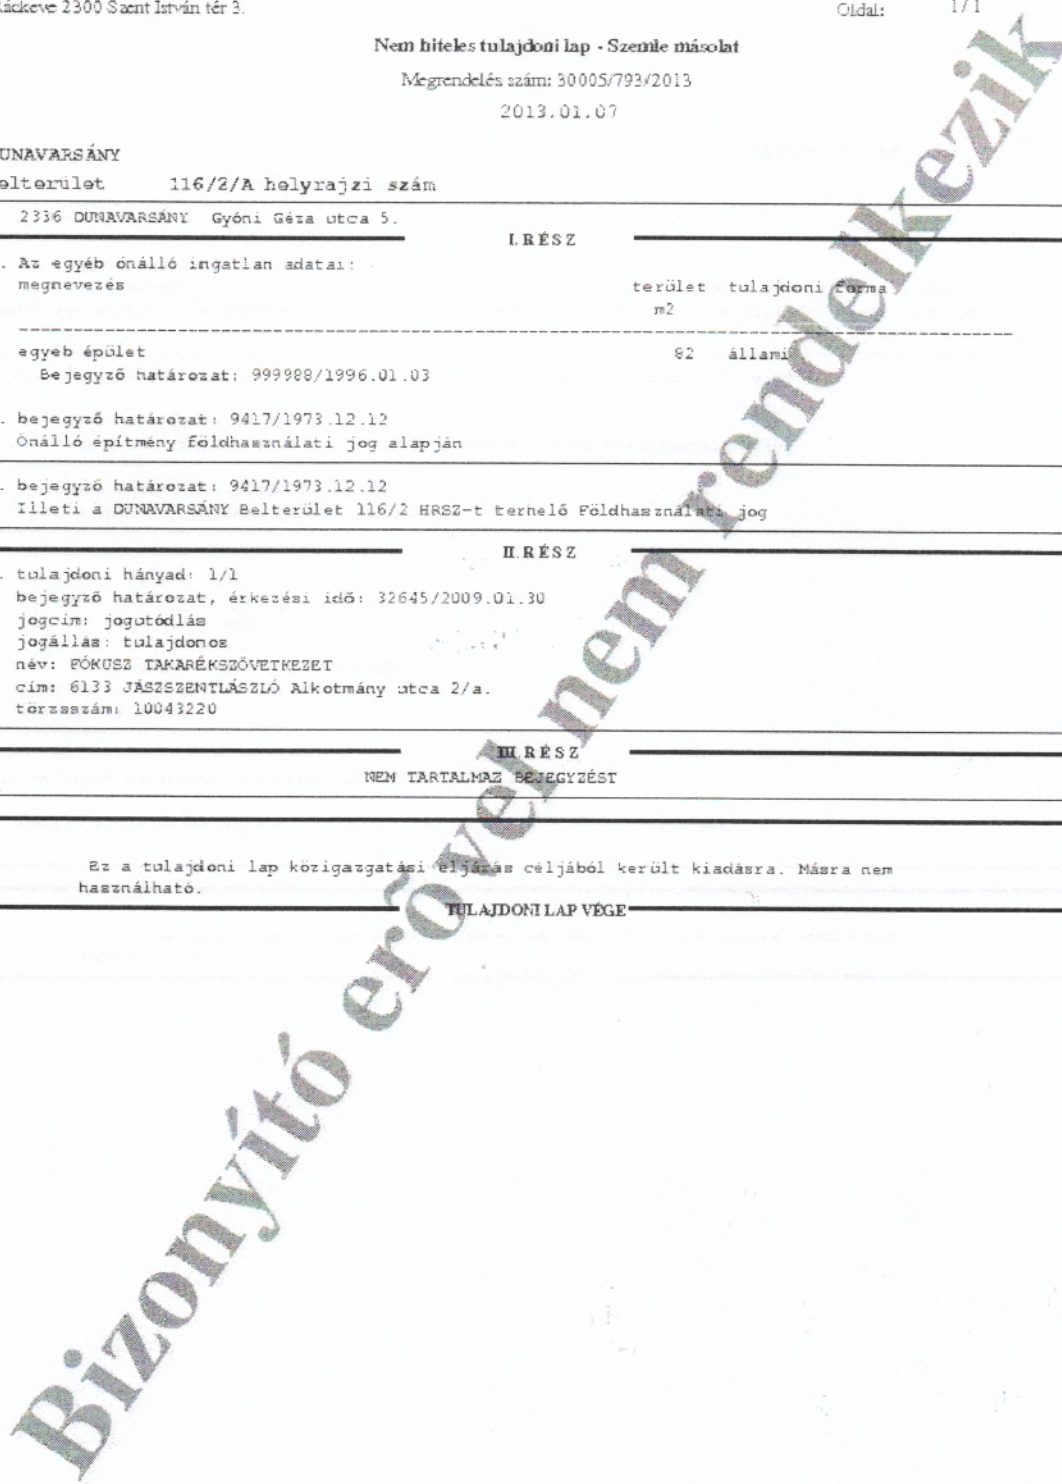 Ráckeve 2300 Szent István tér 3. Oldal: 1/1
Nem hiteles tulajdoni lap - Szemle másolat
Megrendelés szám: 30005/793/2013
2013.01.07
UNAVARSÁNY
elterület 116/2/A helyrajzi szám
2336 DUNAVARSÁNY Gyóni Géza utca 5.
I. RÉSZ
. Az egyéb önálló ingatlan adatai:
megnevezés terület tulajdoni forma
m2
egyéb épület 82 állami
Bejegyző határozat: 999988/1996.01.03
. bejegyző határozat: 9417/1973.12.12
Önálló építmény földhasználati jog alapján
. bejegyző határozat: 9417/1973.12.12
Illeti a DUNAVARSÁNY Belterület 116/2 HRSZ-t terhelő Földhasználati jog
II. RÉSZ
. tulajdoni hányad: 1/1
bejegyző határozat, érkezési idő: 32645/2009.01.30
jogcím: jogutódlás
jogállás: tulajdonos
név: FÓKUSZ TAKARÉKSZÖVETKEZET
cím: 6133 JÁSZSZENTLÁSZLÓ Alkotmány utca 2/a.
törzsszám: 10043220
III. RÉSZ
NEM TARTALMAZ BEJEGYZÉST
Ez a tulajdoni lap közigazgatási eljárás céljából került kiadásra. Másra nem
használható.
TULAJDONI LAP VÉGE
Bizonyító erővel nem rendelkezik